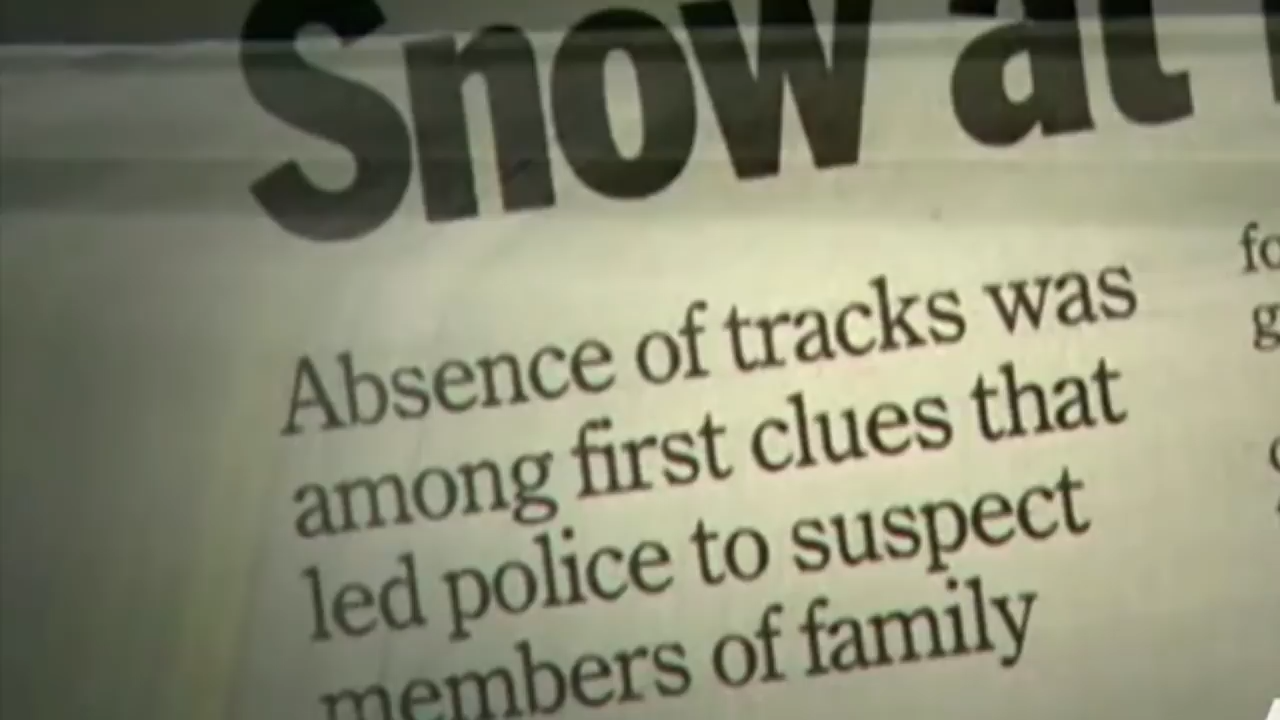 Snow at
Absence of tracks was
among first clues that
led police to suspect
members of family